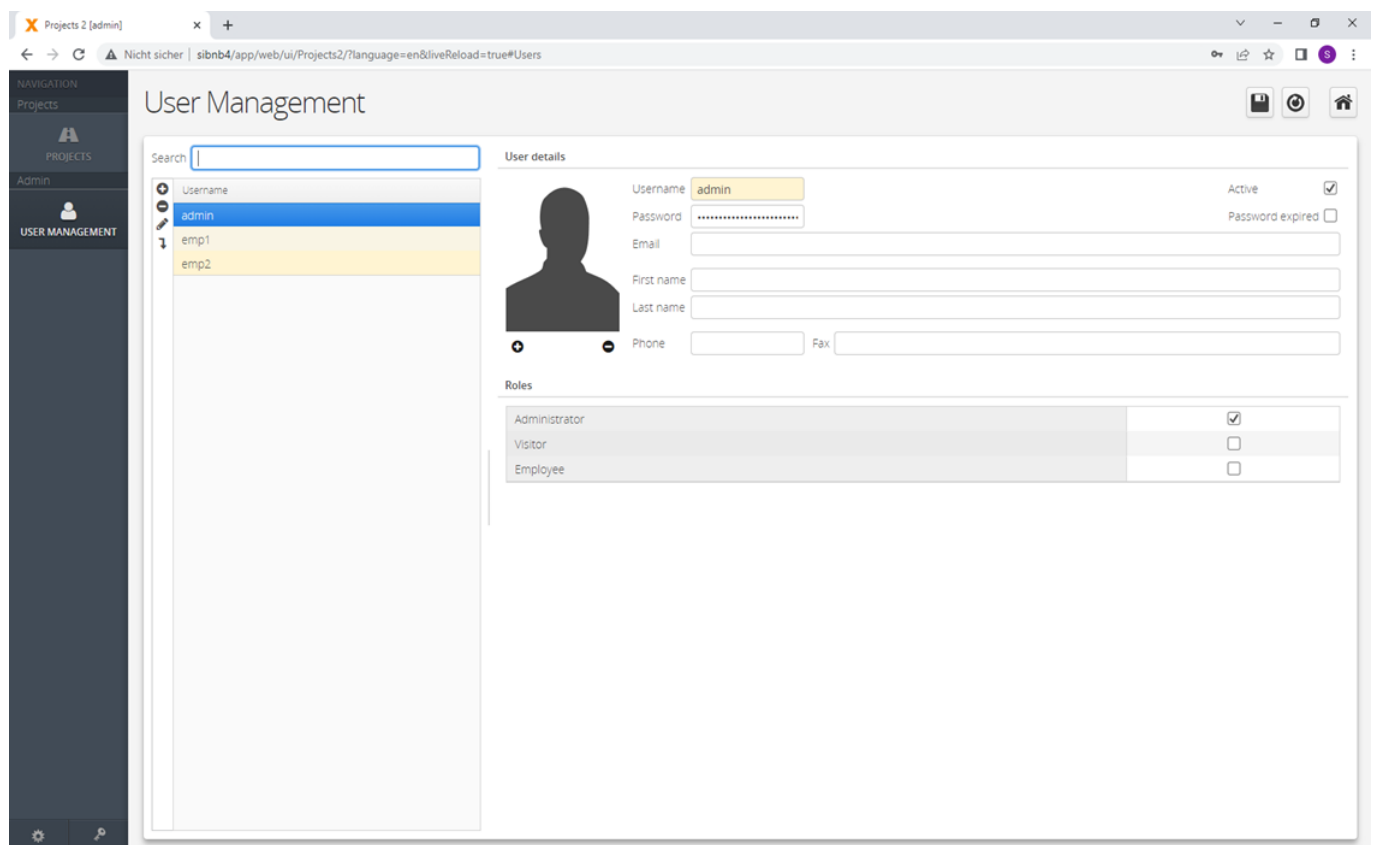 Projects 2 [admin]
Nicht sicher | sibnb4/app/web/ui/Projects2/?language=en&liveReload=true#Users
S
NAVIGATION
Projects
PROJECTS
Admin
USER MANAGEMENT
User Management
Search
Username
admin
emp1
emp2
User details
Username admin
Active
Password
Password expired
Email
First name
Last name
Phone
Fax
Roles
Administrator
Visitor
Employee